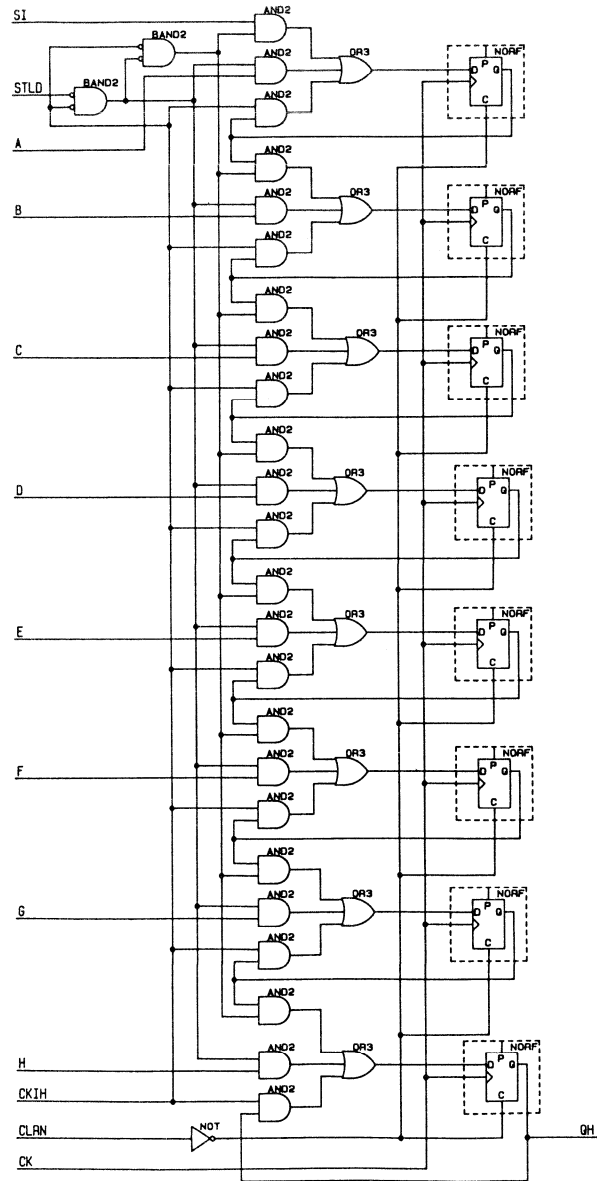 SI
AND2
BAND2
AND2
OR3
NORF
D P Q
C
STLD
BAND2
AND2
A
AND2
OR3
NORF
D P Q
C
AND2
B
AND2
AND2
OR3
NORF
D P Q
C
AND2
C
AND2
AND2
OR3
NORF
D P Q
C
AND2
D
AND2
AND2
OR3
NORF
D P Q
C
AND2
E
AND2
AND2
OR3
NORF
D P Q
C
AND2
F
AND2
AND2
OR3
NORF
D P Q
C
AND2
G
AND2
AND2
OR3
NORF
D P Q
C
AND2
H
AND2
CKIH
CLRN
NOT
QH
CK